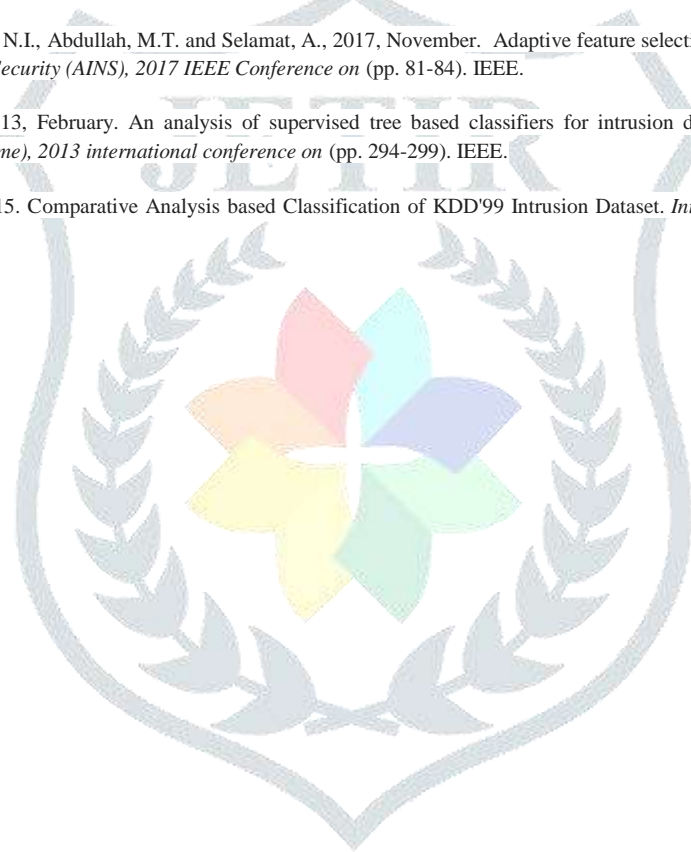 N.I., Abdullah, M.T. and Selamat, A., 2017, November. Adaptive feature selecti
ecurity (AINS), 2017 IEEE Conference on (pp. 81-84). IEEE.
13, February. An analysis of supervised tree based classifiers for intrusion d
me), 2013 international conference on (pp. 294-299). IEEE.
JETIR
15. Comparative Analysis based Classification of KDD'99 Intrusion Dataset. In